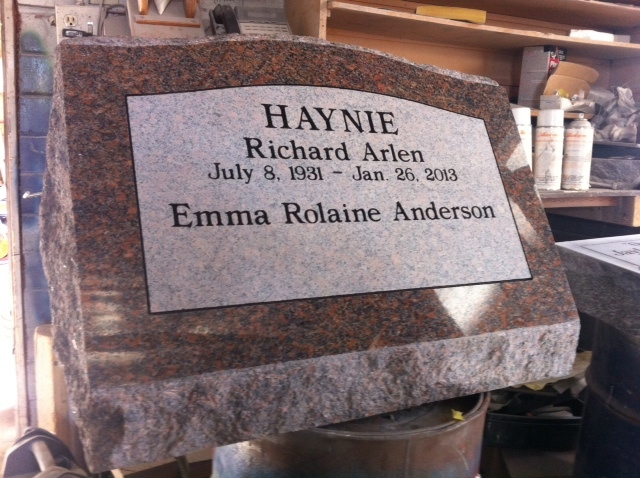 HAYNIE
Richard Arlen
July 8, 1931 - Jan. 26, 2013
Emma Rolaine Anderson